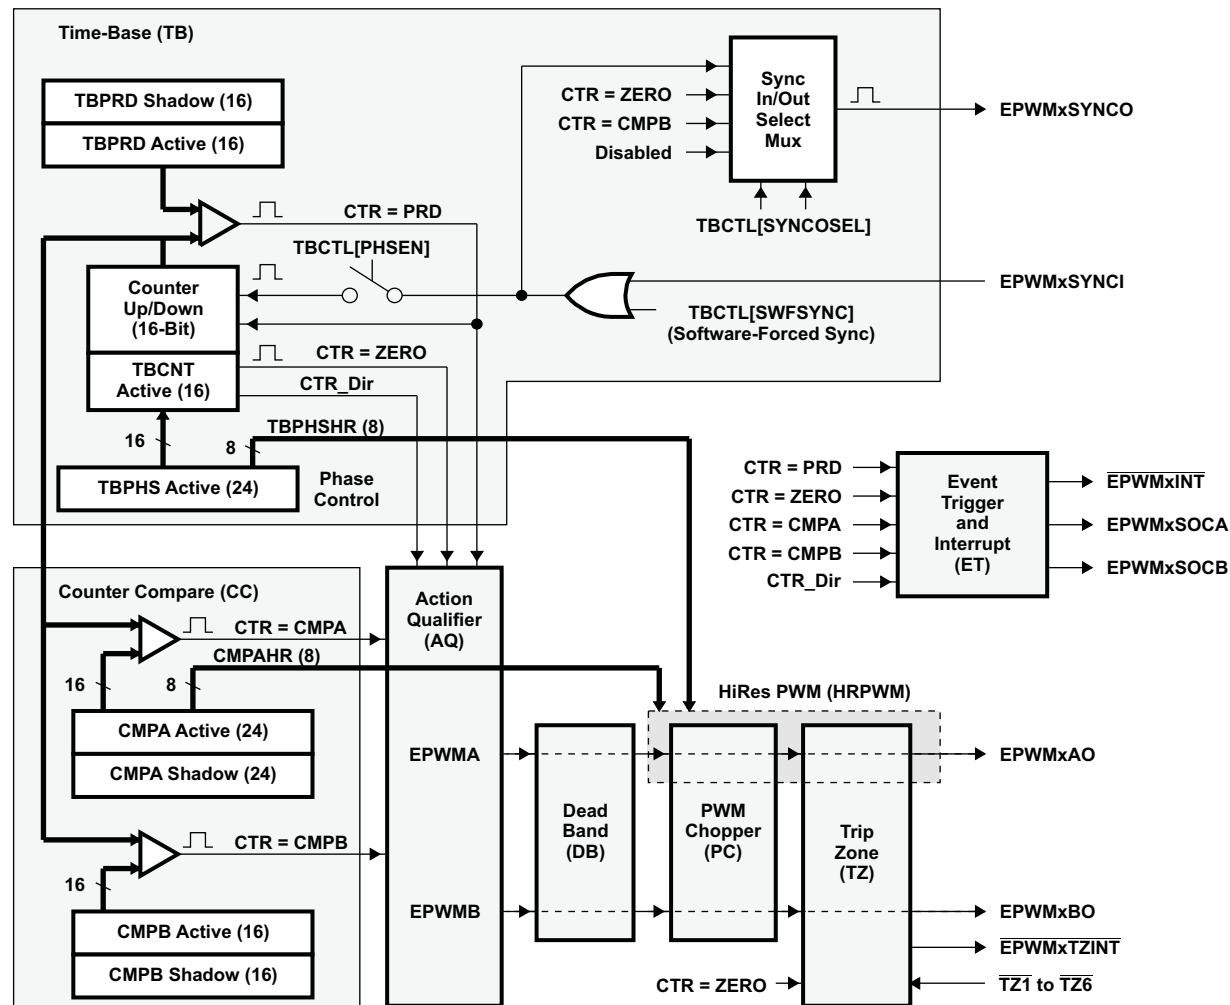 Time-Base (TB)
TBPRD Shadow (16)
TBPRD Active (16)
CTR = ZERO
CTR = CMPB
Disabled
Sync
In/Out
Select
Mux
EPWMxSYNCO
TBCTL[SYNCOSEL]
CTR = PRD
TBCTL[PHSEN]
Counter
Up/Down
(16-Bit)
EPWMxSYNCI
TBCTL[SWFSYNC]
(Software-Forced Sync)
CTR = ZERO
TBCNT
Active (16)
CTR_Dir
16
8
TBPHSHR (8)
TBPHS Active (24)
Phase
Control
CTR = PRD
CTR = ZERO
CTR = CMPA
CTR = CMPB
CTR_Dir
Event
Trigger
and
Interrupt
(ET)
EPWMxINT
EPWMxSOCA
EPWMxSOCB
Counter Compare (CC)
Action
Qualifier
(AQ)
CTR = CMPA
CMPAHR (8)
16
8
CMPA Active (24)
CMPA Shadow (24)
HiRes PWM (HRPWM)
EPWMA
EPWMxAO
Dead
Band
(DB)
PWM
Chopper
(PC)
Trip
Zone
(TZ)
CTR = CMPB
16
CMPB Active (16)
CMPB Shadow (16)
EPWMB
EPWMxBO
EPWMxTZINT
CTR = ZERO
TZ1 to TZ6